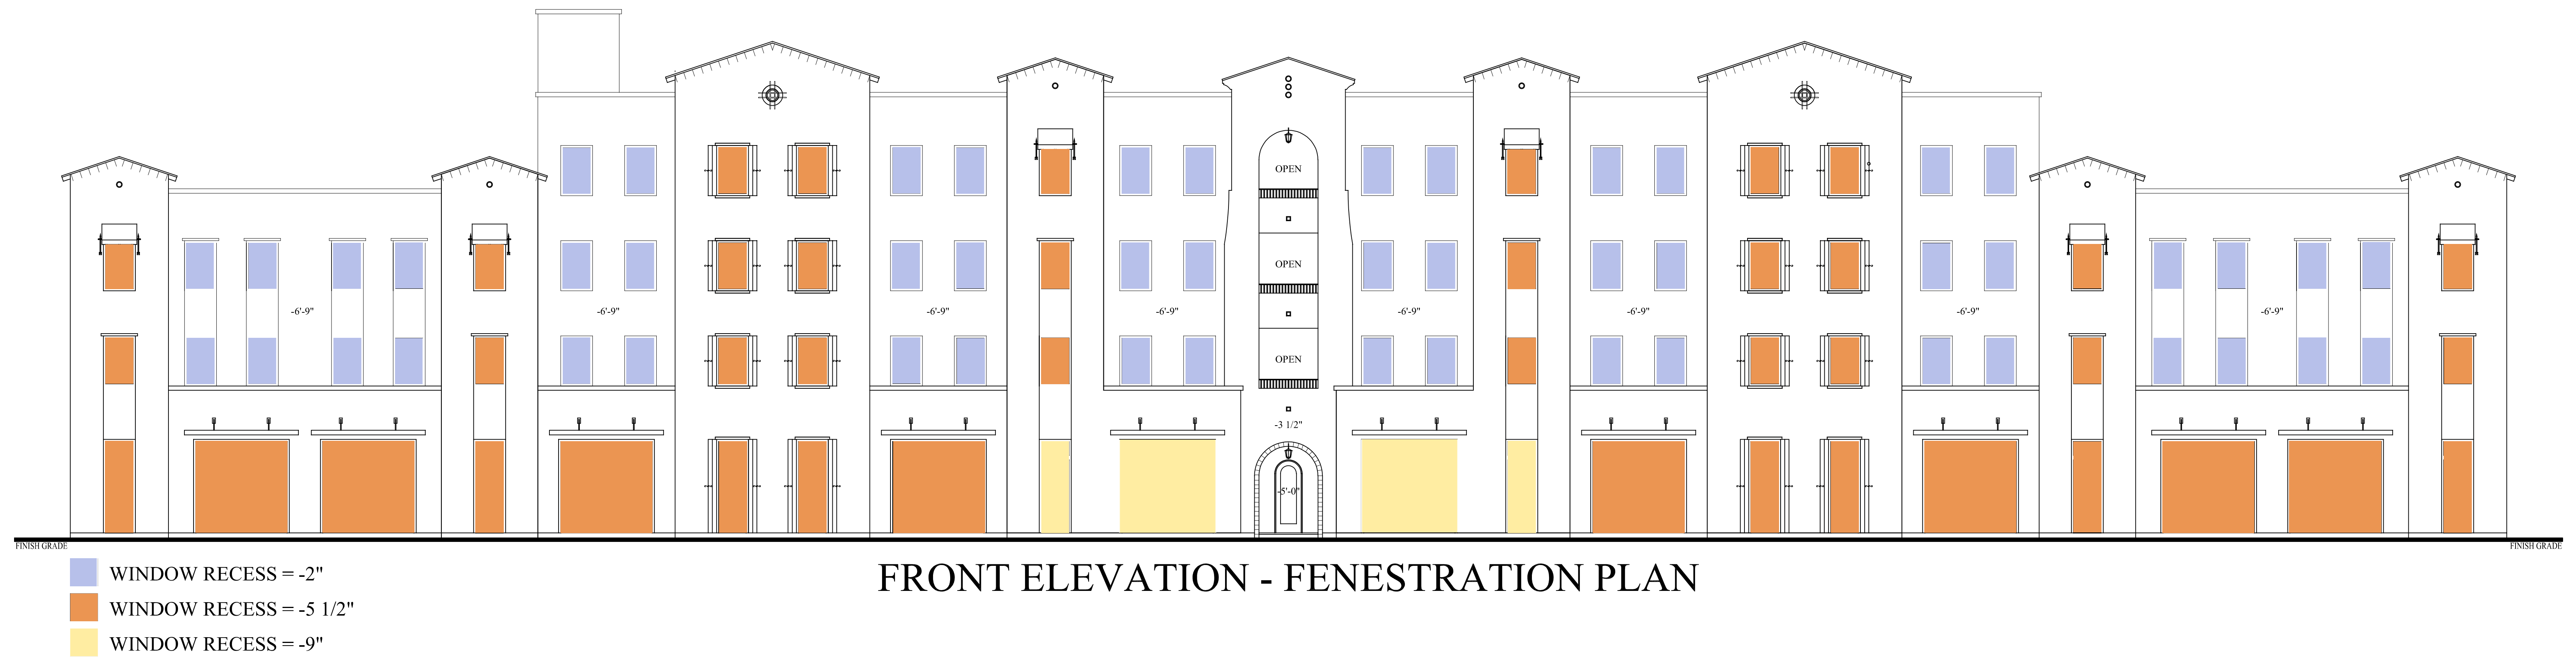 OPEN
OPEN
-6'-9" -6'-9" -6'-9" -6'-9" -6'-9" -6'-9" -6'-9" -6'-9"
OPEN
-3 1/2"
-5'-0"
FINISH GRADE FINISH GRADE
FRONT ELEVATION - FENESTRATION PLAN
WINDOW RECESS = -2"
WINDOW RECESS = -5 1/2"
WINDOW RECESS = -9"